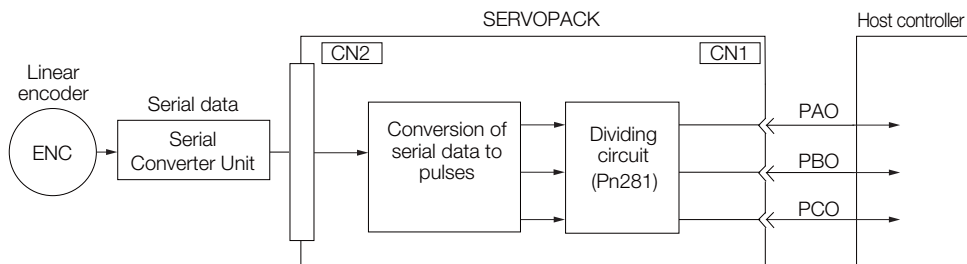 SERVOPACK
Host controller
CN2
CN1
Linear
encoder
Serial data
ENC
Serial
Converter Unit
Conversion of
serial data to
pulses
Dividing
circuit
(Pn281)
PAO
PBO
PCO